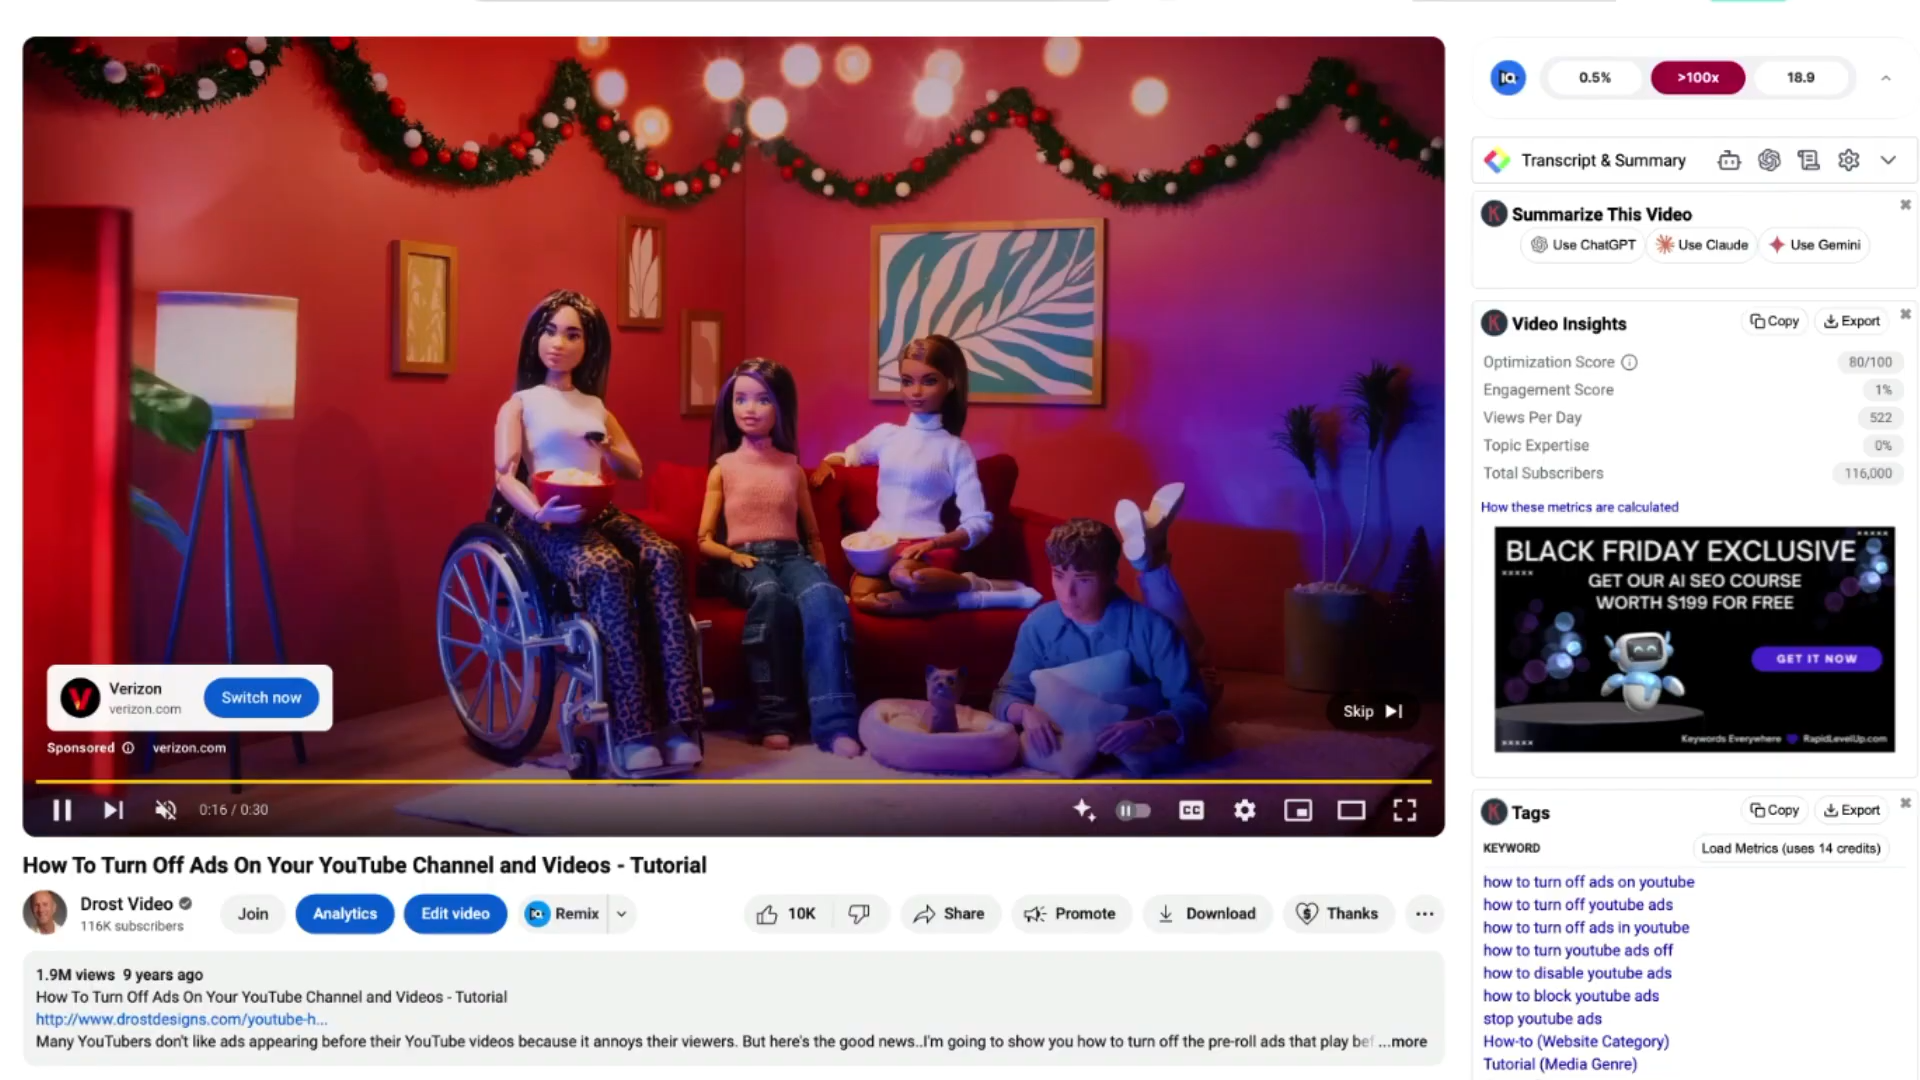 Verizon
verizon.com
Switch now
Sponsored
verizon.com
Skip
0:16 / 0:30
CC
How To Turn Off Ads On Your YouTube Channel and Videos - Tutorial
Drost Video
116K subscribers
Join
Analytics
Edit video
Remix
10K
Share
Promote
Download
Thanks
1.9M views 9 years ago
How To Turn Off Ads On Your YouTube Channel and Videos - Tutorial
http://www.drostdesigns.com/youtube-h...
Many YouTubers don't like ads appearing before their YouTube videos because it annoys their viewers. But here's the good news..I'm going to show you how to turn off the pre-roll ads that play bef ...more
IQ
0.5%
>100x
18.9
Transcript & Summary
K
Summarize This Video
Use ChatGPT
Use Claude
Use Gemini
K
Video Insights
Copy
Export
Optimization Score
80/100
Engagement Score
1%
Views Per Day
522
Topic Expertise
0%
Total Subscribers
116,000
How these metrics are calculated
BLACK FRIDAY EXCLUSIVE
GET OUR AI SEO COURSE
WORTH $199 FOR FREE
GET IT NOW
Keywords Everywhere
RapidLevelUp.com
K
Tags
Copy
Export
KEYWORD
Load Metrics (uses 14 credits)
how to turn off ads on youtube
how to turn off youtube ads
how to turn off ads in youtube
how to turn youtube ads off
how to disable youtube ads
how to block youtube ads
stop youtube ads
How-to (Website Category)
Tutorial (Media Genre)